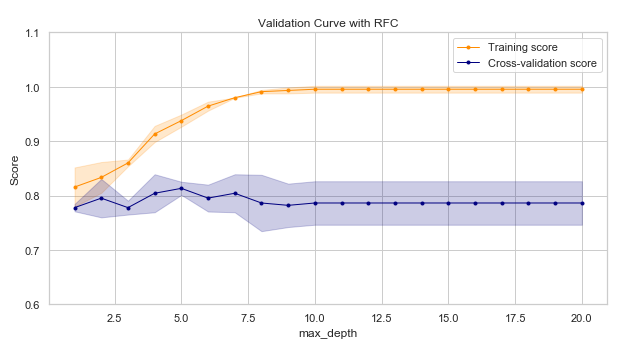 Validation Curve with RFC
1.1
1.0
0.9
0.8
0.7
0.6
Score
Training score
Cross-validation score
2.5 5.0 7.5 10.0 12.5 15.0 17.5 20.0
max_depth